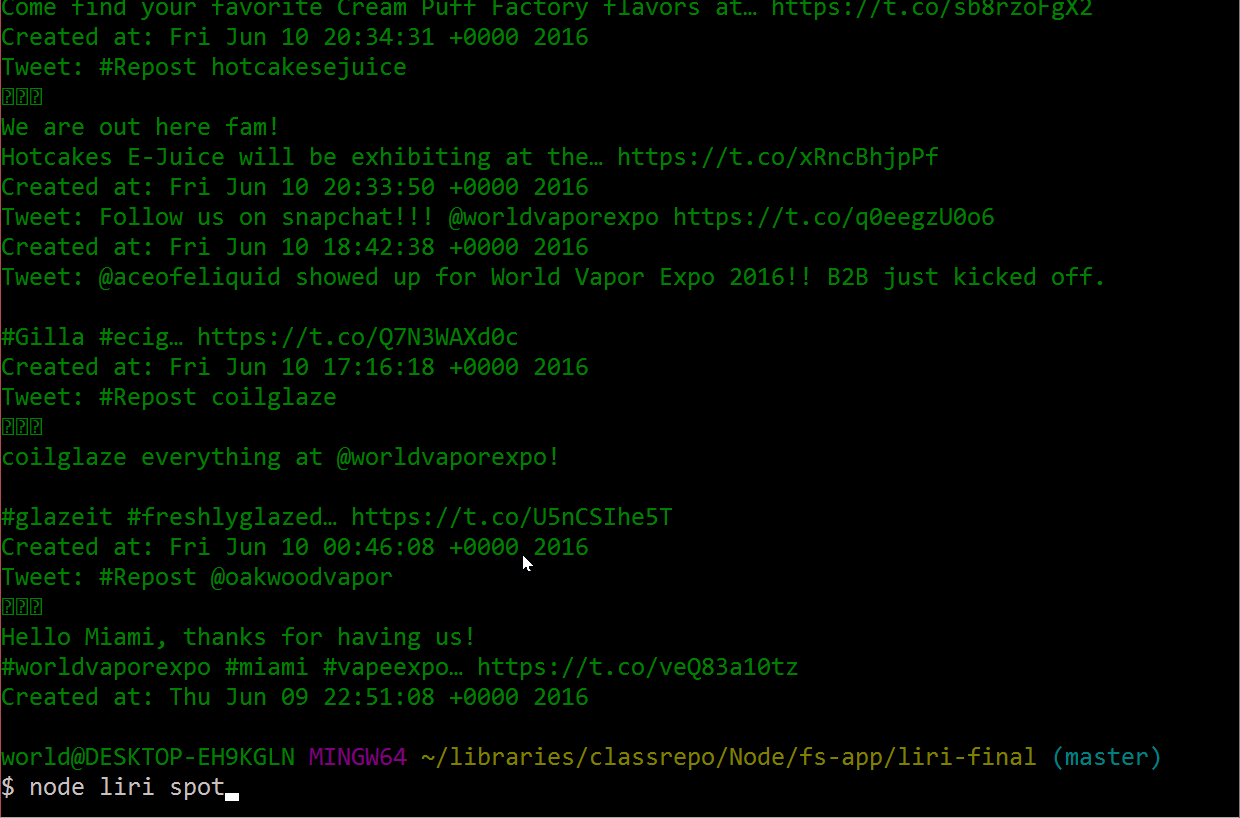 Come find your favorite Cream Puff Factory flavors at… https://t.co/sb8rzoFgX2
Created at: Fri Jun 10 20:34:31 +0000 2016
Tweet: #Repost hotcakesejuice
We are out here fam!
Hotcakes E-Juice will be exhibiting at the… https://t.co/xRncBhjpPf
Created at: Fri Jun 10 20:33:50 +0000 2016
Tweet: Follow us on snapchat!!! @worldvaporexpo https://t.co/q0eegzU0o6
Created at: Fri Jun 10 18:42:38 +0000 2016
Tweet: @aceofeliquid showed up for World Vapor Expo 2016!! B2B just kicked off.
#Gilla #ecig… https://t.co/Q7N3WAXd0c
Created at: Fri Jun 10 17:16:18 +0000 2016
Tweet: #Repost coilglaze
coilglaze everything at @worldvaporexpo!
#glazeit #freshlyglazed… https://t.co/U5nCSIhe5T
Created at: Fri Jun 10 00:46:08 +0000 2016
Tweet: #Repost @oakwoodvapor
Hello Miami, thanks for having us!
#worldvaporexpo #miami #vapeexpo… https://t.co/veQ83a10tz
Created at: Thu Jun 09 22:51:08 +0000 2016
world@DESKTOP-EH9KGLN MINGW64 ~/libraries/classrepo/Node/fs-app/liri-final (master)
$ node liri spot